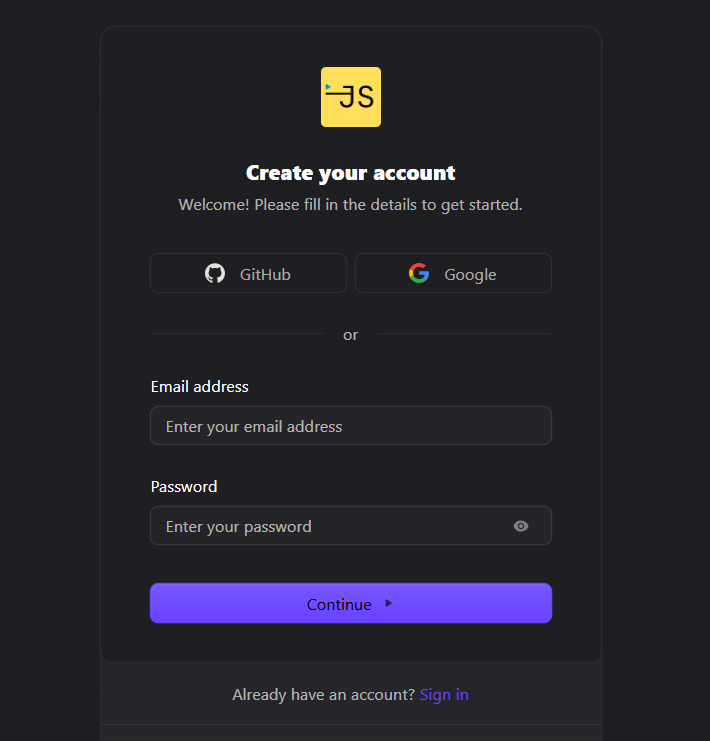 JS
Create your account
Welcome! Please fill in the details to get started.
GitHub
Google
or
Email address
Enter your email address
Password
Enter your password
Continue
Already have an account? Sign in